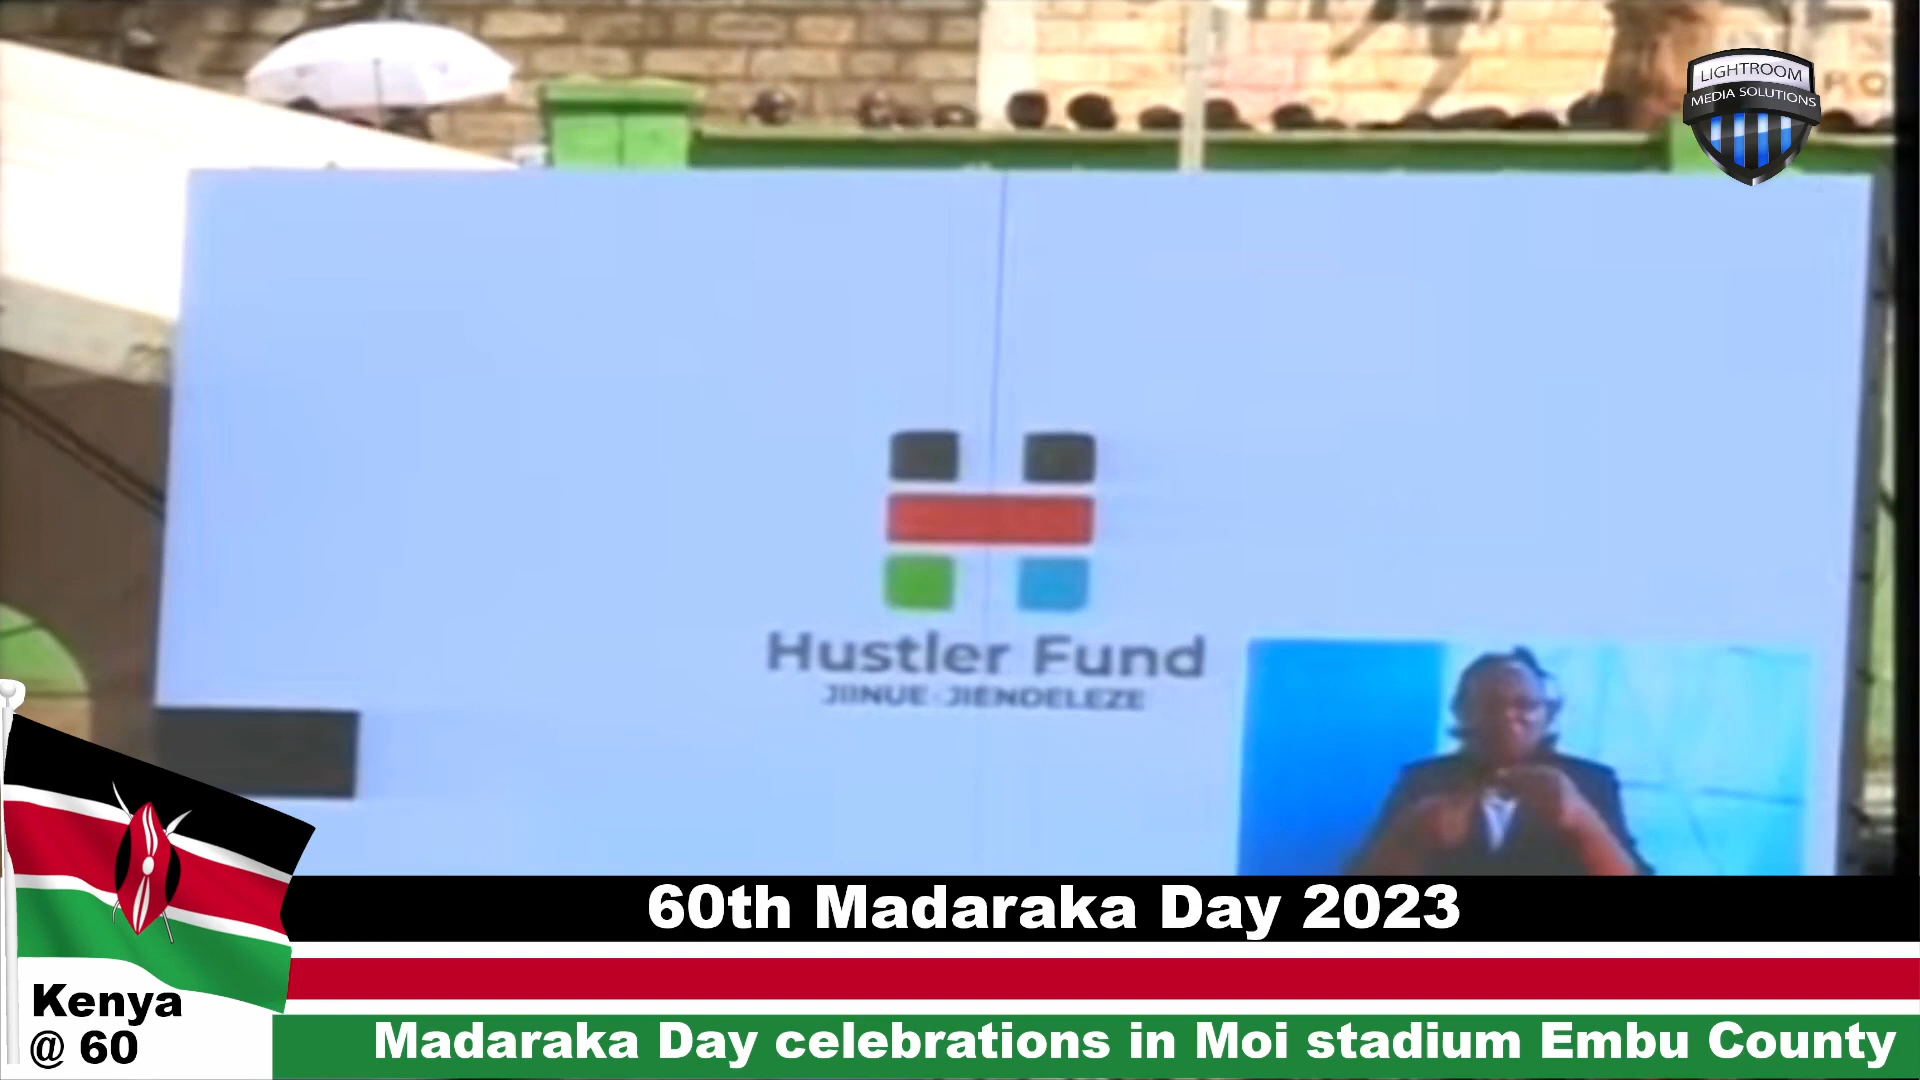 LIGHTROOM
MEDIA SOLUTIONS
Hustler Fund
JIINUE · JIENDELEZE
60th Madaraka Day 2023
Kenya
@ 60
Madaraka Day celebrations in Moi stadium Embu County